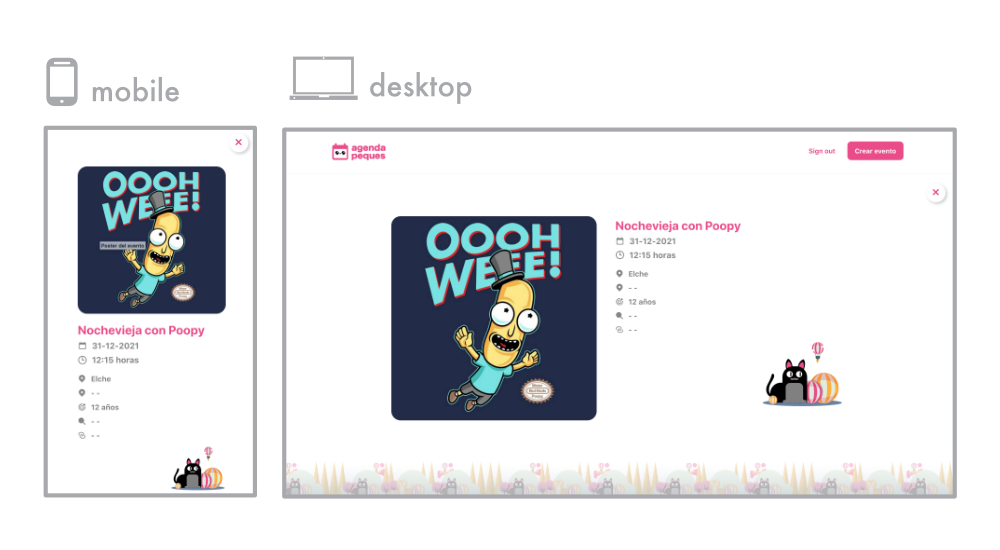 mobile
desktop
×
OOOH
WEEE!
Poster del evento
Nochevieja con Poopy
31-12-2021
12:15 horas
Elche
- -
12 años
- -
- -
agenda
peques
Sign out
Crear evento
×
OOOH
WEEE!
Nochevieja con Poopy
31-12-2021
12:15 horas
Elche
- -
12 años
- -
- -